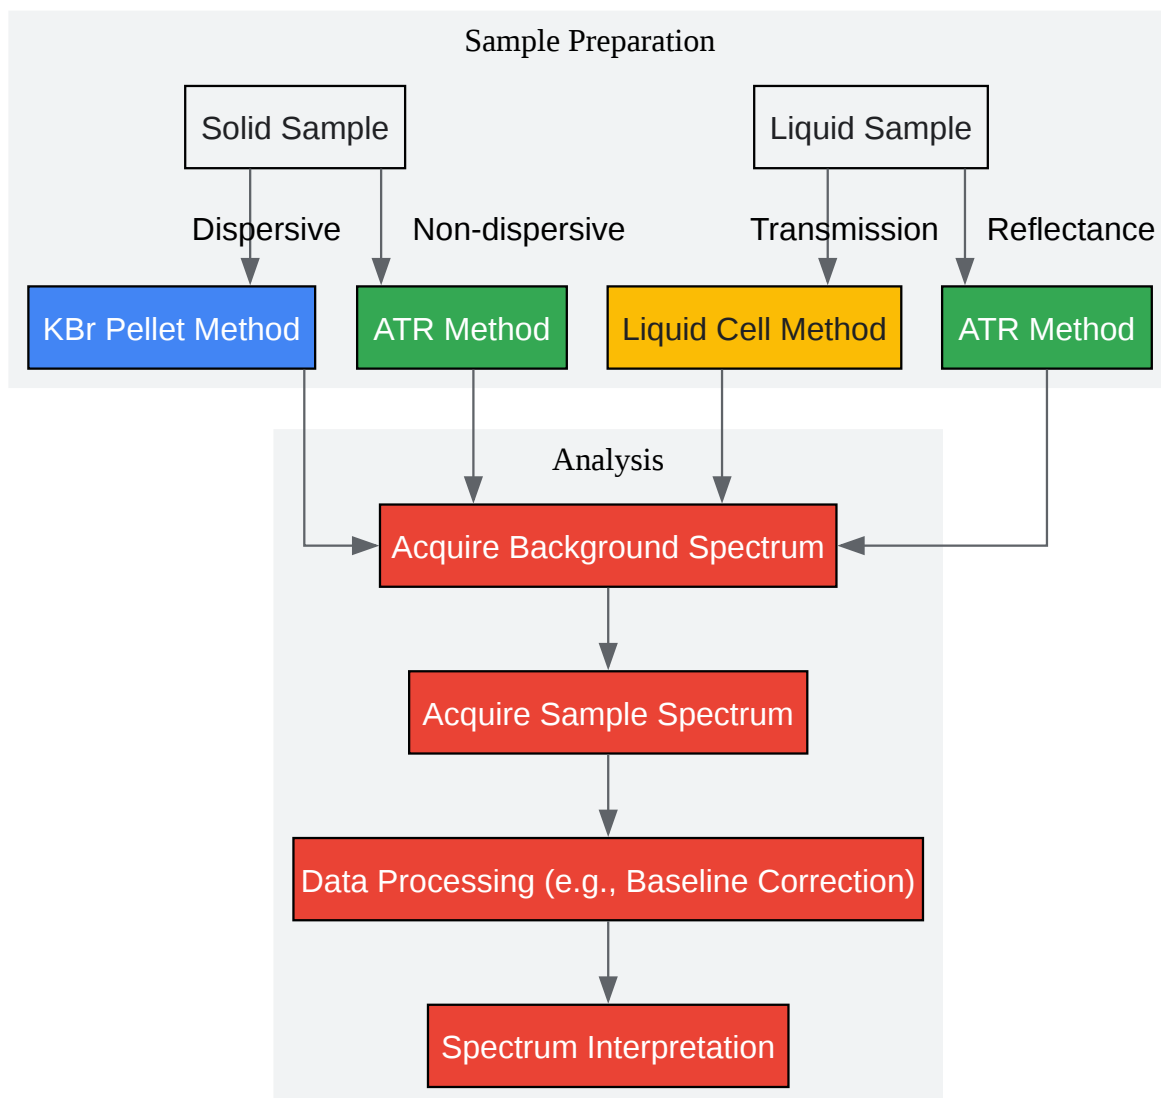 Sample Preparation
Solid Sample
Liquid Sample
Dispersive
Non-dispersive
Transmission
Reflectance
KBr Pellet Method
ATR Method
Liquid Cell Method
ATR Method
Analysis
Acquire Background Spectrum
Acquire Sample Spectrum
Data Processing (e.g., Baseline Correction)
Spectrum Interpretation